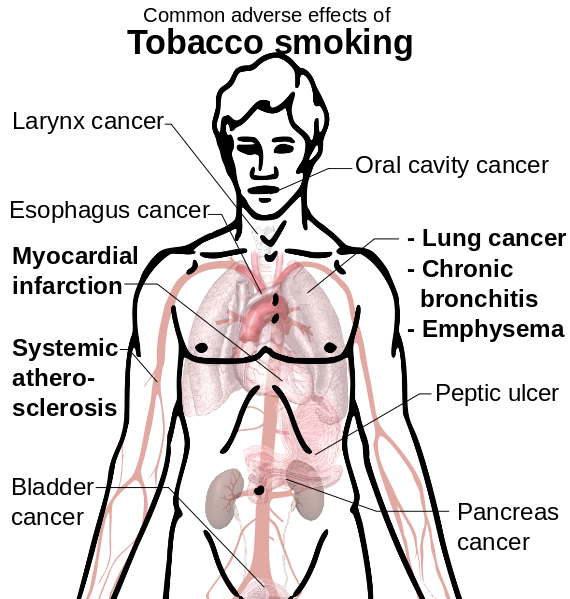 Common adverse effects of
Tobacco smoking
Larynx cancer
Oral cavity cancer
Esophagus cancer
Myocardial
infarction
- Lung cancer
- Chronic
bronchitis
- Emphysema
Systemic
athero-
sclerosis
Peptic ulcer
Bladder
cancer
Pancreas
cancer